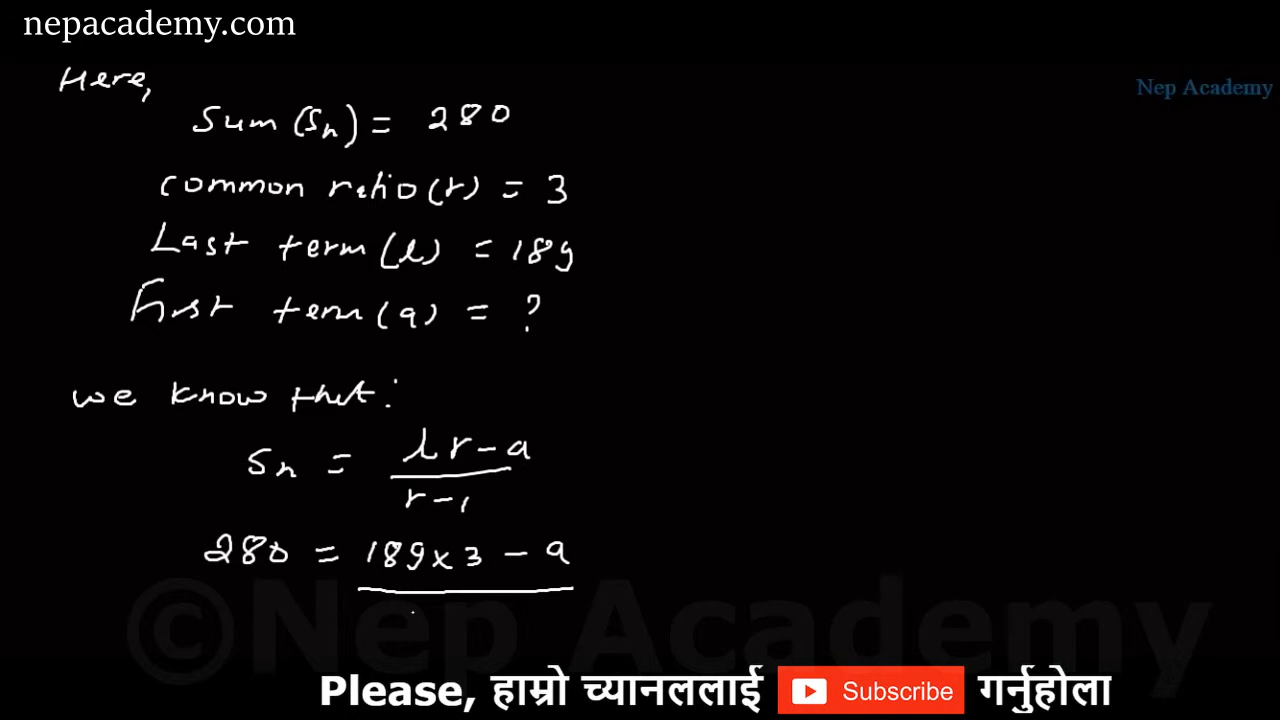 nepacademy.com
Nep Academy
Here,
Sum (Sn) = 280
common ratio (r) = 3
Last term (l) = 189
First term (a) = ?
we know that:
Sn = lr - a
r - 1
280 = 189 x 3 - a
©Nep Academy
Please, हाम्रो च्यानललाई Subscribe गर्नुहोला